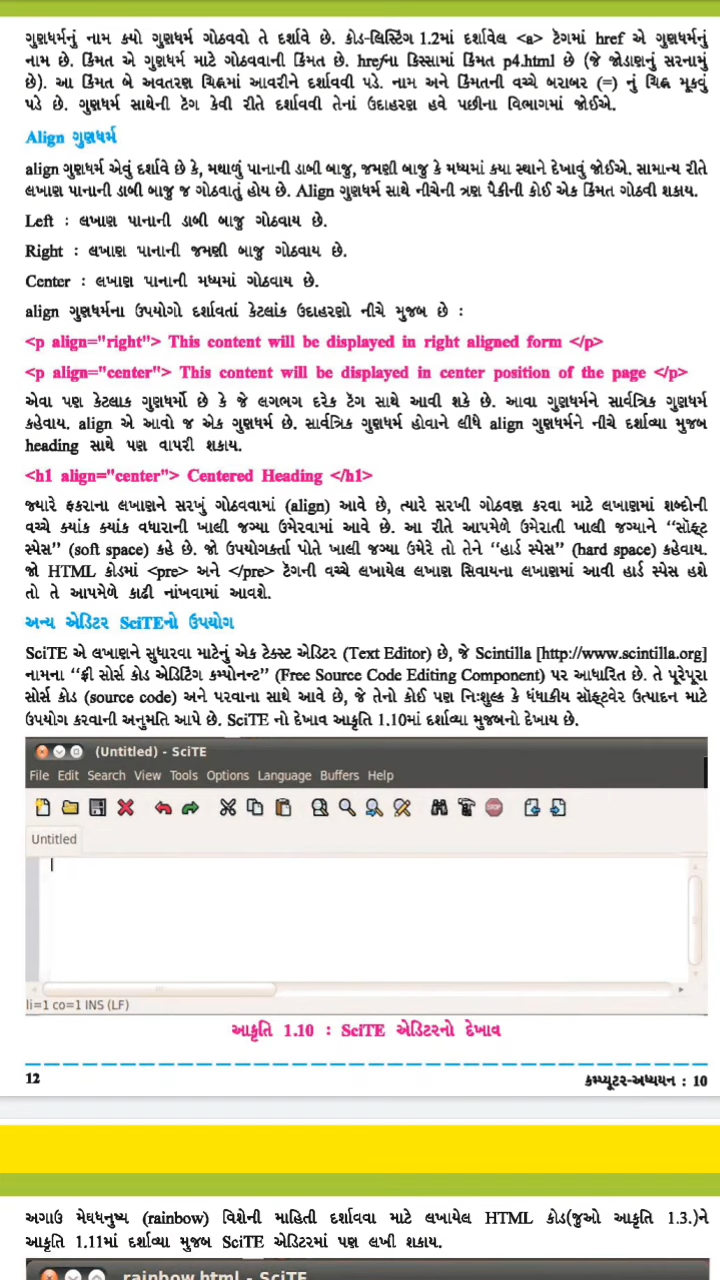 ગુણધર્મનું નામ ક્યો ગુણધર્મ ગોઠવવો તે દર્શાવે છે. કોડ-લિસ્ટિંગ 1.2માં દર્શાવેલ <a> ટૅગમાં href એ ગુણધર્મનું
નામ છે. કિંમત એ ગુણધર્મ માટે ગોઠવવાની કિંમત છે. hrefના કિસ્સામાં કિંમત p4.html છે (જે જોડાણનું સરનામું
છે). આ કિંમત બે અવતરણ ચિહ્નમાં આવરીને દર્શાવવી પડે. નામ અને કિંમતની વચ્ચે બરાબર (=) નું ચિહ્ન મૂકવું
પડે છે. ગુણધર્મ સાથેની ટૅગ કેવી રીતે દર્શાવવી તેનાં ઉદાહરણ હવે પછીના વિભાગમાં જોઈએ.
Align ગુણધર્મ
align ગુણધર્મ એવું દર્શાવે છે કે, મથાળું પાનાની ડાબી બાજુ, જમણી બાજુ કે મધ્યમાં ક્યા સ્થાને દેખાવું જોઈએ. સામાન્ય રીતે
લખાણ પાનાની ડાબી બાજુ જ ગોઠવાતું હોય છે. Align ગુણધર્મ સાથે નીચેની ત્રણ પૈકીની કોઈ એક કિંમત ગોઠવી શકાય.
Left : લખાણ પાનાની ડાબી બાજુ ગોઠવાય છે.
Right : લખાણ પાનાની જમણી બાજુ ગોઠવાય છે.
Center : લખાણ પાનાની મધ્યમાં ગોઠવાય છે.
align ગુણધર્મના ઉપયોગો દર્શાવતાં કેટલાંક ઉદાહરણો નીચે મુજબ છે :
<p align="right"> This content will be displayed in right aligned form </p>
<p align="center"> This content will be displayed in center position of the page </p>
એવા પણ કેટલાક ગુણધર્મો છે કે જે લગભગ દરેક ટૅગ સાથે આવી શકે છે. આવા ગુણધર્મને સાર્વત્રિક ગુણધર્મ
કહેવાય. align એ આવો જ એક ગુણધર્મ છે. સાર્વત્રિક ગુણધર્મ હોવાને લીધે align ગુણધર્મને નીચે દર્શાવ્યા મુજબ
heading સાથે પણ વાપરી શકાય.
<h1 align="center"> Centered Heading </h1>
જ્યારે ફકરાના લખાણને સરખું ગોઠવવામાં (align) આવે છે, ત્યારે સરખી ગોઠવણ કરવા માટે લખાણમાં શબ્દોની
વચ્ચે ક્યાંક ક્યાંક વધારાની ખાલી જગ્યા ઉમેરવામાં આવે છે. આ રીતે આપમેળે ઉમેરાતી ખાલી જગ્યાને “સૉફ્ટ
સ્પેસ” (soft space) કહે છે. જો ઉપયોગકર્તા પોતે ખાલી જગ્યા ઉમેરે તો તેને “હાર્ડ સ્પેસ” (hard space) કહેવાય.
જો HTML કોડમાં <pre> અને </pre> ટૅગની વચ્ચે લખાયેલ લખાણ સિવાયના લખાણમાં આવી હાર્ડ સ્પેસ હશે
તો તે આપમેળે કાઢી નાંખવામાં આવશે.
અન્ય એડિટર SciTEનો ઉપયોગ
SciTE એ લખાણને સુધારવા માટેનું એક ટેક્સ્ટ એડિટર (Text Editor) છે, જે Scintilla [http://www.scintilla.org]
નામના “ફ્રી સોર્સ કોડ એડિટિંગ કમ્પોનન્ટ” (Free Source Code Editing Component) પર આધારિત છે. તે પૂરેપૂરા
સોર્સ કોડ (source code) અને પરવાના સાથે આવે છે, જે તેનો કોઈ પણ નિઃશુલ્ક કે ધંધાકીય સૉફ્ટવેર ઉત્પાદન માટે
ઉપયોગ કરવાની અનુમતિ આપે છે. SciTE નો દેખાવ આકૃતિ 1.10માં દર્શાવ્યા મુજબનો દેખાય છે.
(Untitled) - SciTE
File Edit Search View Tools Options Language Buffers Help
STOP
Untitled
li=1 co=1 INS (LF)
આકૃતિ 1.10 : SciTE એડિટરનો દેખાવ
12 કમ્પ્યૂટર-અધ્યયન : 10
અગાઉ મેઘધનુષ્ય (rainbow) વિશેની માહિતી દર્શાવવા માટે લખાયેલ HTML કોડ(જુઓ આકૃતિ 1.3.)ને
આકૃતિ 1.11માં દર્શાવ્યા મુજબ SciTE એડિટરમાં પણ લખી શકાય.
rainbow.html - SciTE